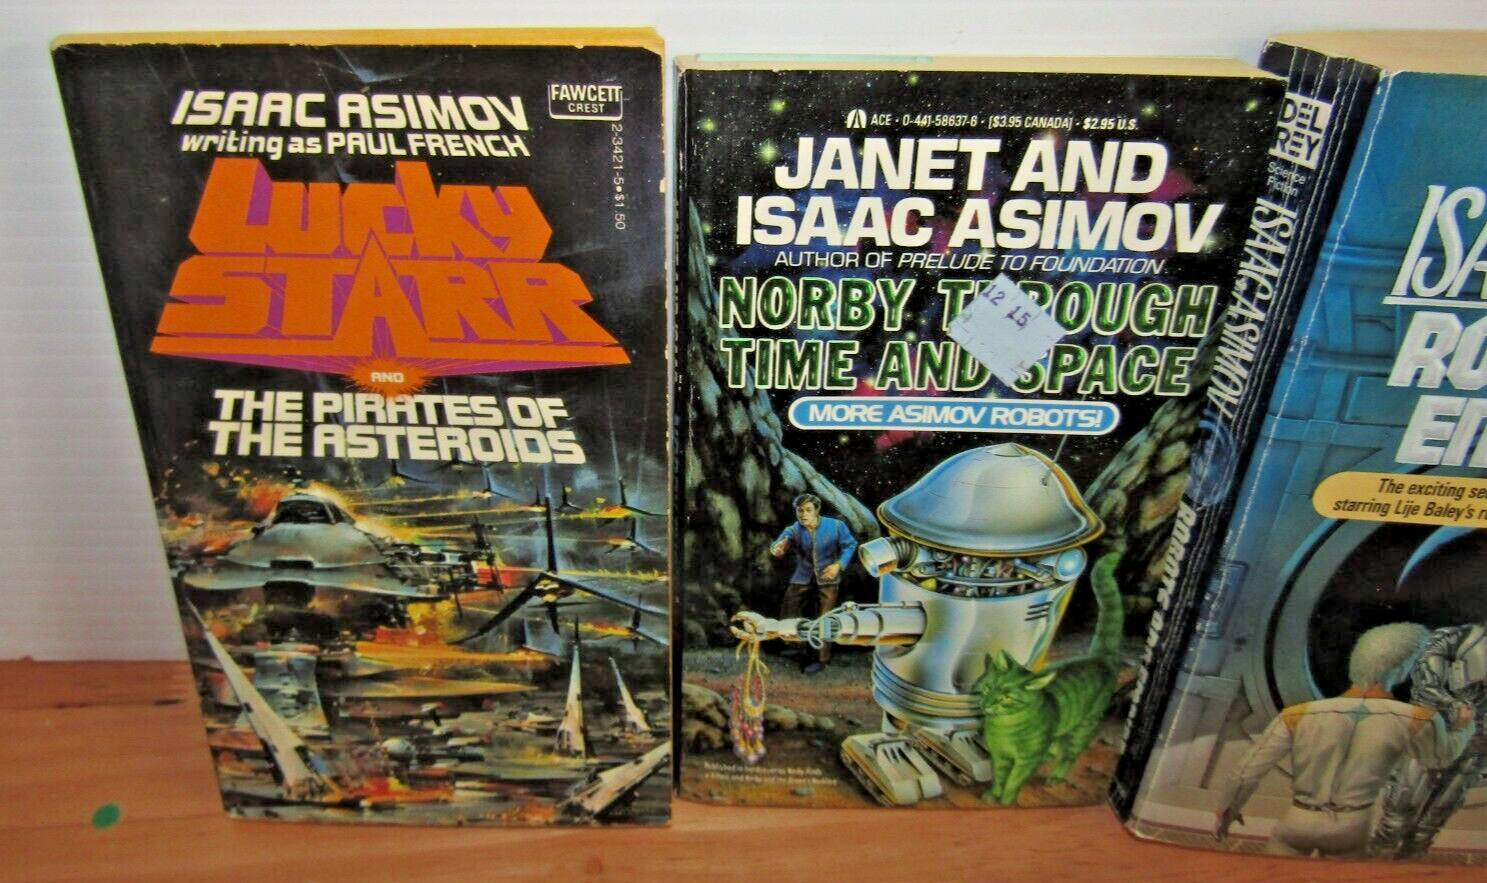 ISAAC ASIMOV
writing as PAUL FRENCH
FAWCETT
CREST
2-3421-5 • $1.50
LUCKY
STARR
AND
THE PIRATES OF
THE ASTEROIDS
ACE • 0-441-58637-6 • [$3.95 CANADA] • $2.95 U.S.
JANET AND
ISAAC ASIMOV
AUTHOR OF PRELUDE TO FOUNDATION
NORBY THROUGH
TIME AND SPACE
12 15
MORE ASIMOV ROBOTS!
DEL
REY
Science
Fiction
ISAAC ASIMOV
ISA
RO
EM
The exciting se
starring Lije Baley's r